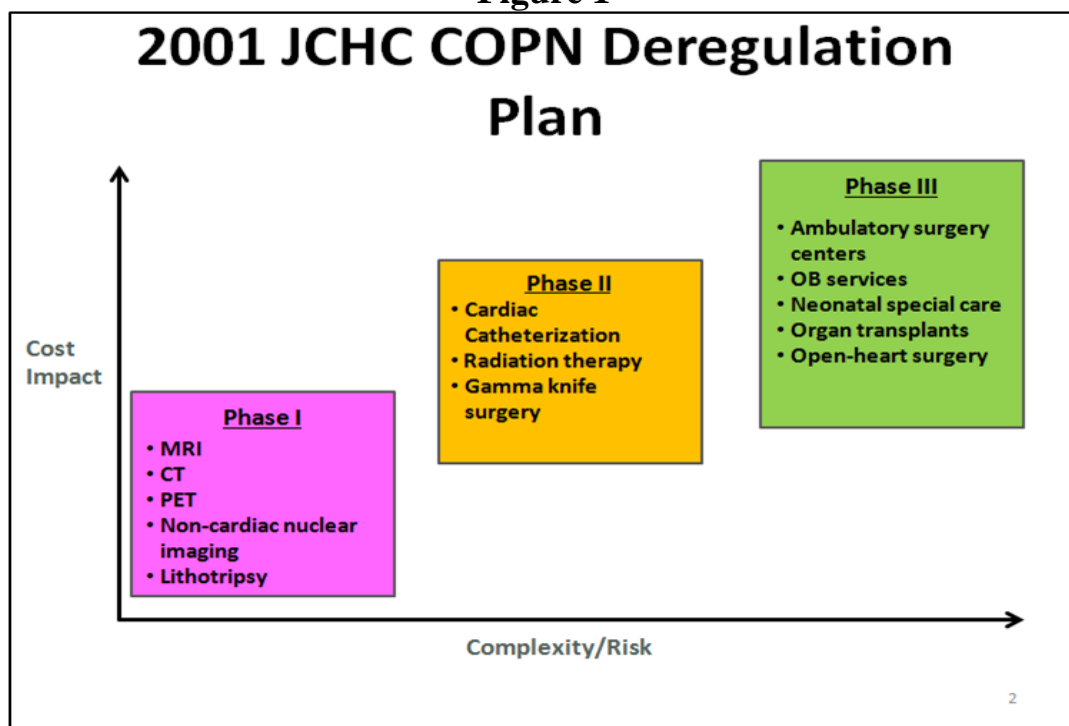 Figure 1
2001 JCHC COPN Deregulation
Plan
Cost
Impact
Phase I
• MRI
• CT
• PET
• Non-cardiac nuclear
imaging
• Lithotripsy
Phase II
• Cardiac
Catheterization
• Radiation therapy
• Gamma knife
surgery
Phase III
• Ambulatory surgery
centers
• OB services
• Neonatal special care
• Organ transplants
• Open-heart surgery
Complexity/Risk
2